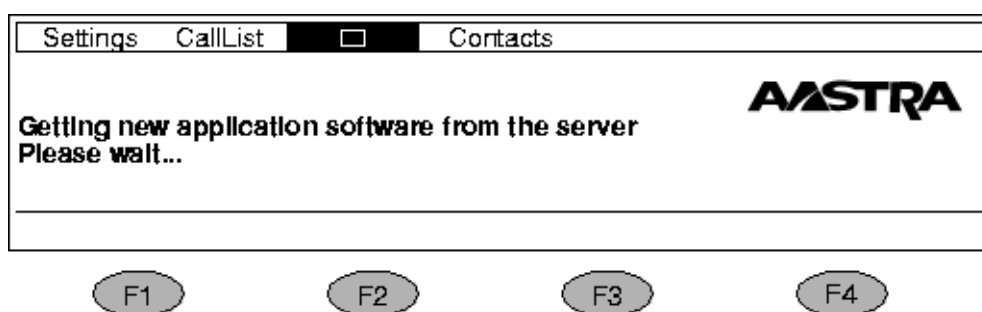 Settings CallList Contacts
AASTRA
Getting new application software from the server
Please wait...
F1 F2 F3 F4